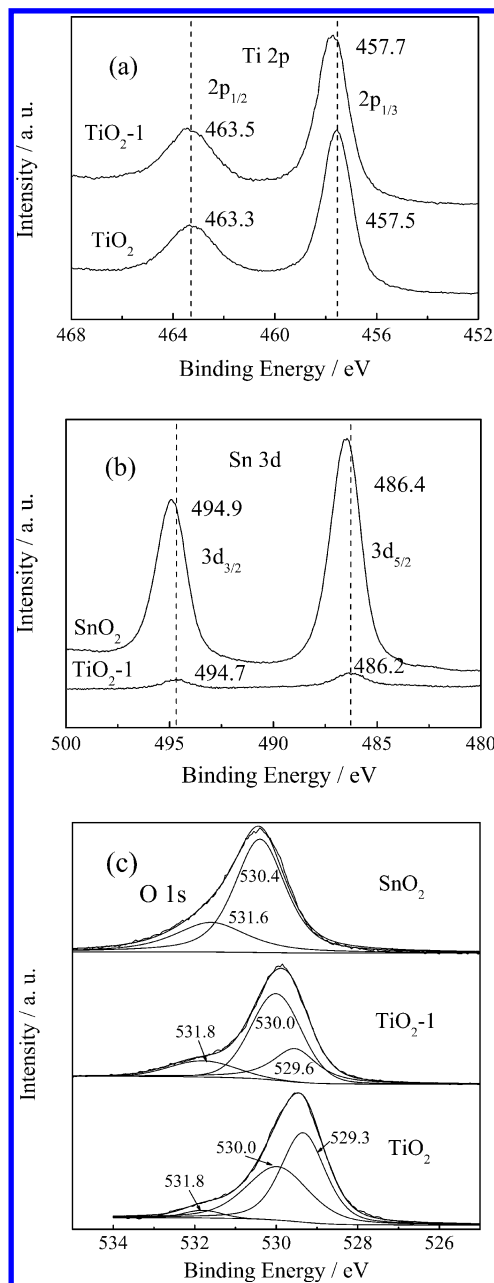 (a)
Ti 2p
457.7
2p1/2
2p1/3
TiO2-1
463.5
TiO2
463.3
457.5
Intensity / a. u.
468 466 464 462 460 458 456 454 452
Binding Energy / eV
(b)
Sn 3d
494.9
486.4
3d3/2
3d5/2
SnO2
TiO2-1
494.7
486.2
Intensity / a. u.
500 495 490 485 480
Binding Energy / eV
(c)
O 1s
530.4
SnO2
531.6
531.8
530.0
TiO2-1
529.6
530.0
529.3
TiO2
531.8
Intensity / a. u.
534 532 530 528 526
Binding Energy / eV